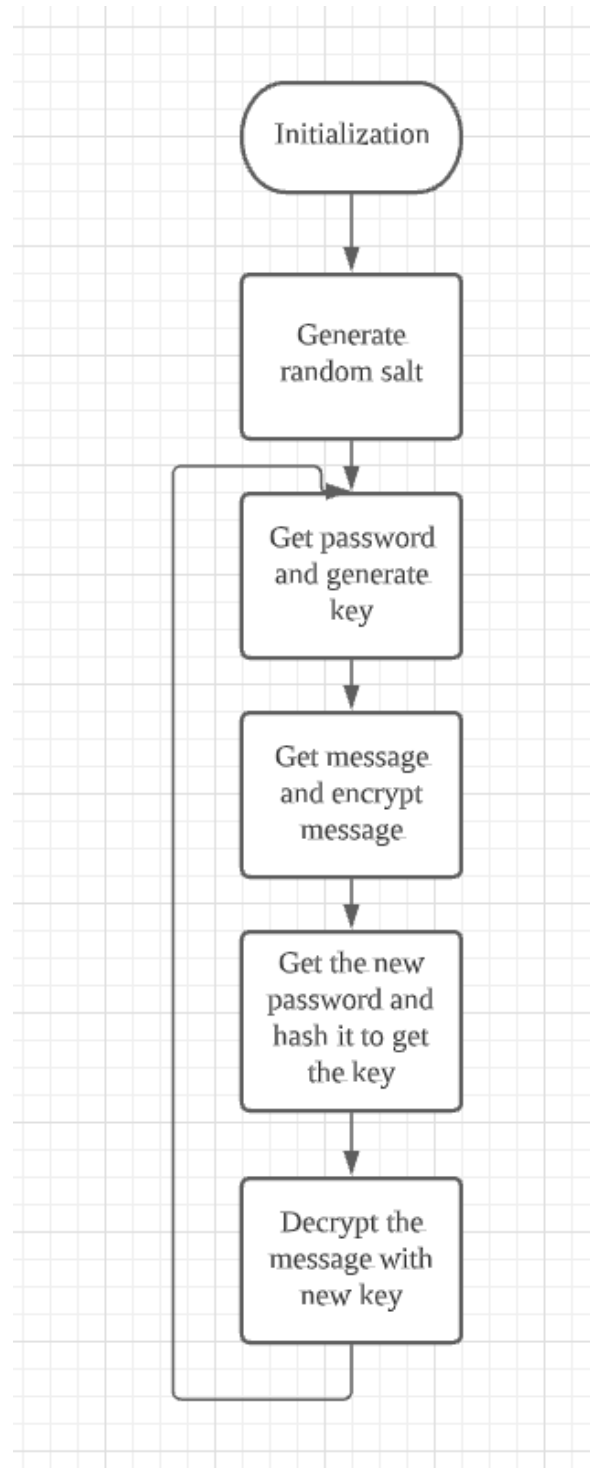 Initialization
Generate
random salt
Get password
and generate
key
Get message
and encrypt
message
Get the new
password and
hash it to get
the key
Decrypt the
message with
new key